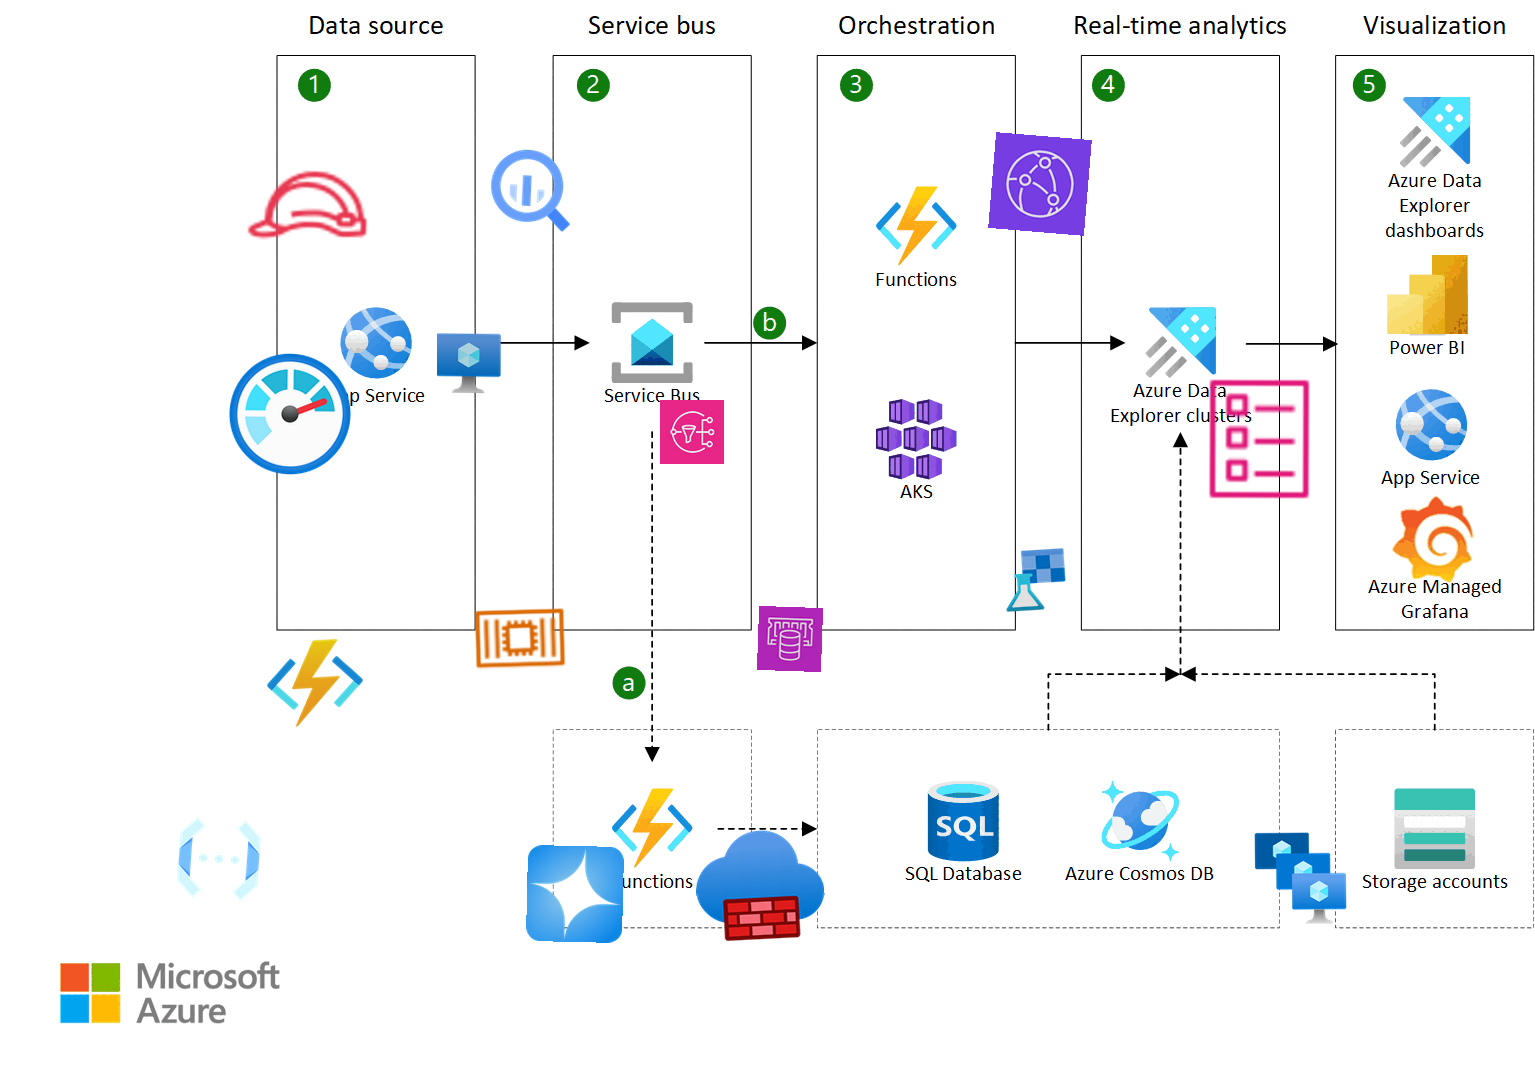 Data source
Service bus
Orchestration
Real-time analytics
Visualization
1
2
3
4
5
Azure Data
Explorer
dashboards
Functions
b
Power BI
p Service
Service Bus
Azure Data
Explorer clusters
App Service
AKS
Azure Managed
Grafana
a
SQL
SQL Database
Azure Cosmos DB
unctions
Storage accounts
Microsoft
Azure